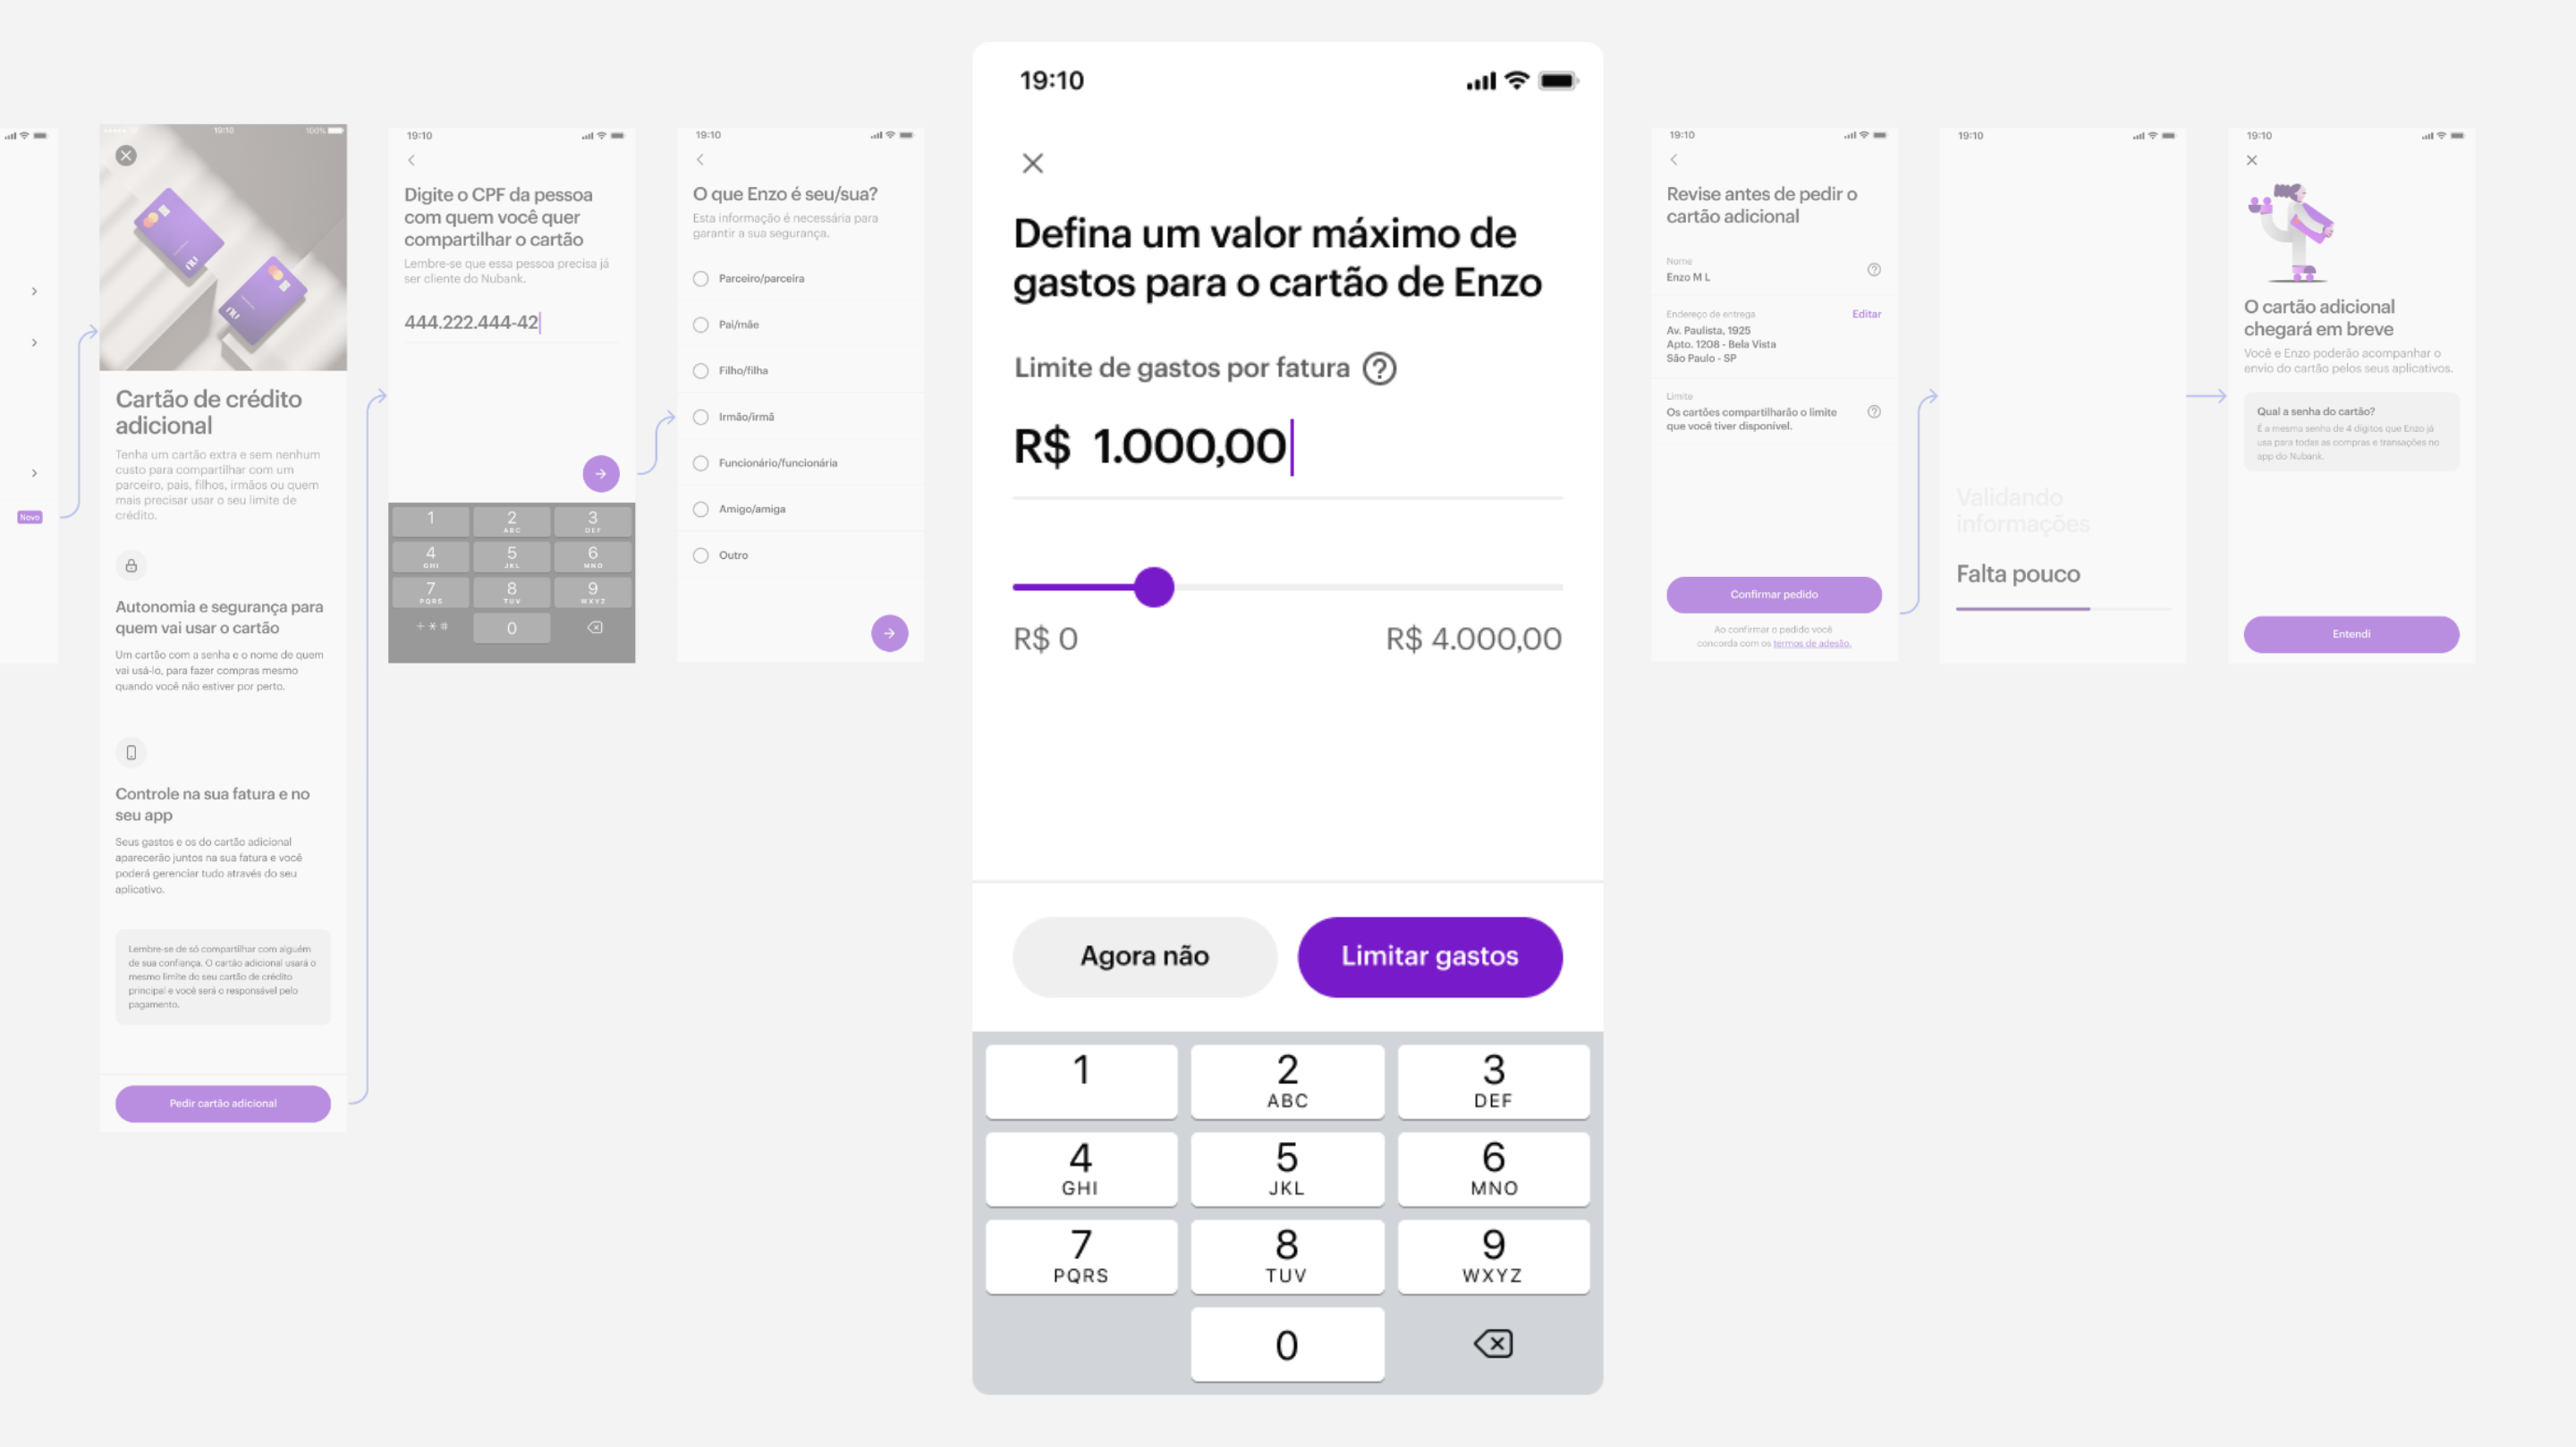 Novo
19:10
100%
Cartão de crédito
adicional
Tenha um cartão extra e sem nenhum
custo para compartilhar com um
parceiro, pais, filhos, irmãos ou quem
mais precisar usar o seu limite de
crédito.
Autonomia e segurança para
quem vai usar o cartão
Um cartão com a senha e o nome de quem
vai usá-lo, para fazer compras mesmo
quando você não estiver por perto.
Controle na sua fatura e no
seu app
Seus gastos e os do cartão adicional
aparecerão juntos na sua fatura e você
poderá gerenciar tudo através do seu
aplicativo.
Lembre-se de só compartilhar com alguém
de sua confiança. O cartão adicional usará o
mesmo limite do seu cartão de crédito
principal e você será o responsável pelo
pagamento.
Pedir cartão adicional
19:10
Digite o CPF da pessoa
com quem você quer
compartilhar o cartão
Lembre-se que essa pessoa precisa já
ser cliente do Nubank.
444.222.444-42
1 2 3
ABC DEF
4 5 6
GHI JKL MNO
7 8 9
PQRS TUV WXYZ
+ * # 0
19:10
O que Enzo é seu/sua?
Esta informação é necessária para
garantir a sua segurança.
Parceiro/parceira
Pai/mãe
Filho/filha
Irmão/irmã
Funcionário/funcionária
Amigo/amiga
Outro
19:10
Defina um valor máximo de
gastos para o cartão de Enzo
Limite de gastos por fatura ?
R$ 1.000,00
R$ 0 R$ 4.000,00
Agora não Limitar gastos
1 2 3
ABC DEF
4 5 6
GHI JKL MNO
7 8 9
PQRS TUV WXYZ
0
19:10
Revise antes de pedir o
cartão adicional
Nome
Enzo M L ?
Endereço de entrega Editar
Av. Paulista, 1925
Apto. 1208 - Bela Vista
São Paulo - SP
Limite
Os cartões compartilharão o limite ?
que você tiver disponível.
Confirmar pedido
Ao confirmar o pedido você
concorda com os termos de adesão.
19:10
Validando
informações
Falta pouco
19:10
O cartão adicional
chegará em breve
Você e Enzo poderão acompanhar o
envio do cartão pelos seus aplicativos.
Qual a senha do cartão?
É a mesma senha de 4 dígitos que Enzo já
usa para todas as compras e transações no
app do Nubank.
Entendi